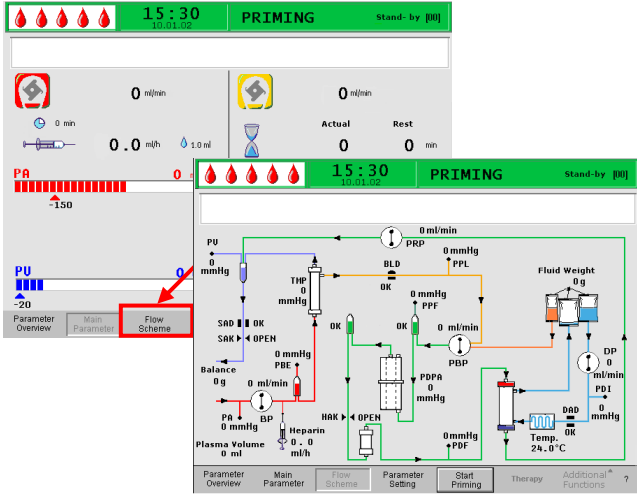 15:30
10.01.02
PRIMING
Stand- by [00]
0 ml/min
0 ml/min
0 min
Actual
Rest
0.0 ml/h
1.0 ml
0
0 min
PA
0
-150
PV
0
-20
Parameter Overview
Main Parameter
Flow Scheme
15:30
10.01.02
PRIMING
Stand-by [00]
0 ml/min
PRP
PV
0
mmHg
BLD
OK
0 mmHg
PPL
THP
0
mmHg
Fluid Weight
0 g
0 mmHg
PPF
SAD OK
SAK OPEN
OK
OK
0 ml/min
PBP
DP
0
ml/min
0 mmHg
PBE
Balance
0 g
0 ml/min
BP
PDPA
0
mmHg
PDI
0
mmHg
PA
0 mmHg
Heparin
0.0
ml/h
HAK OPEN
DAD
OK
Temp.
24.0°C
Plasma Volume
0 ml
0 mmHg
PDF
Parameter Overview
Main Parameter
Flow Scheme
Parameter Setting
Start Priming
Therapy
Additional Functions
?